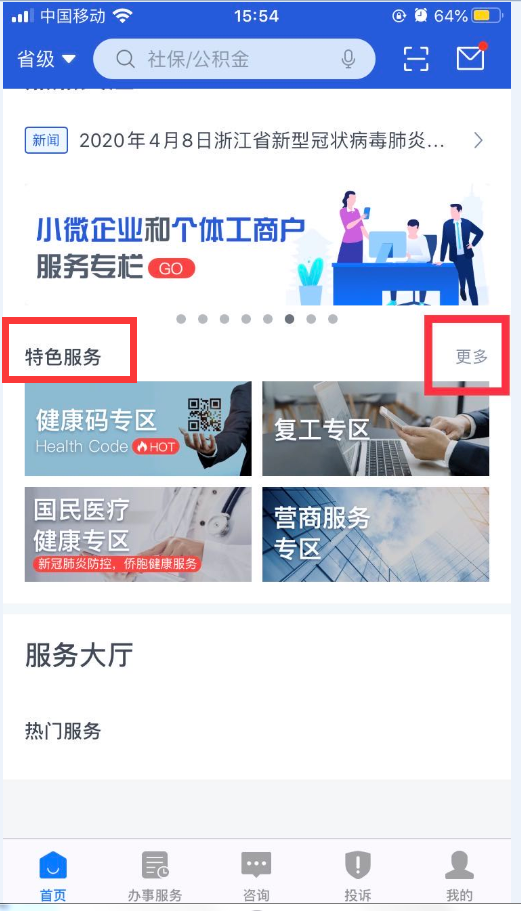 中国移动 15:54 64%
省级 社保/公积金
新闻 2020年4月8日浙江省新型冠状病毒肺炎...
小微企业和个体工商户
服务专栏 GO
特色服务 更多
健康码专区
Health Code HOT
复工专区
国民医疗
健康专区
新冠肺炎防控，侨胞健康服务
营商服务
专区
服务大厅
热门服务
首页 办事服务 咨询 投诉 我的